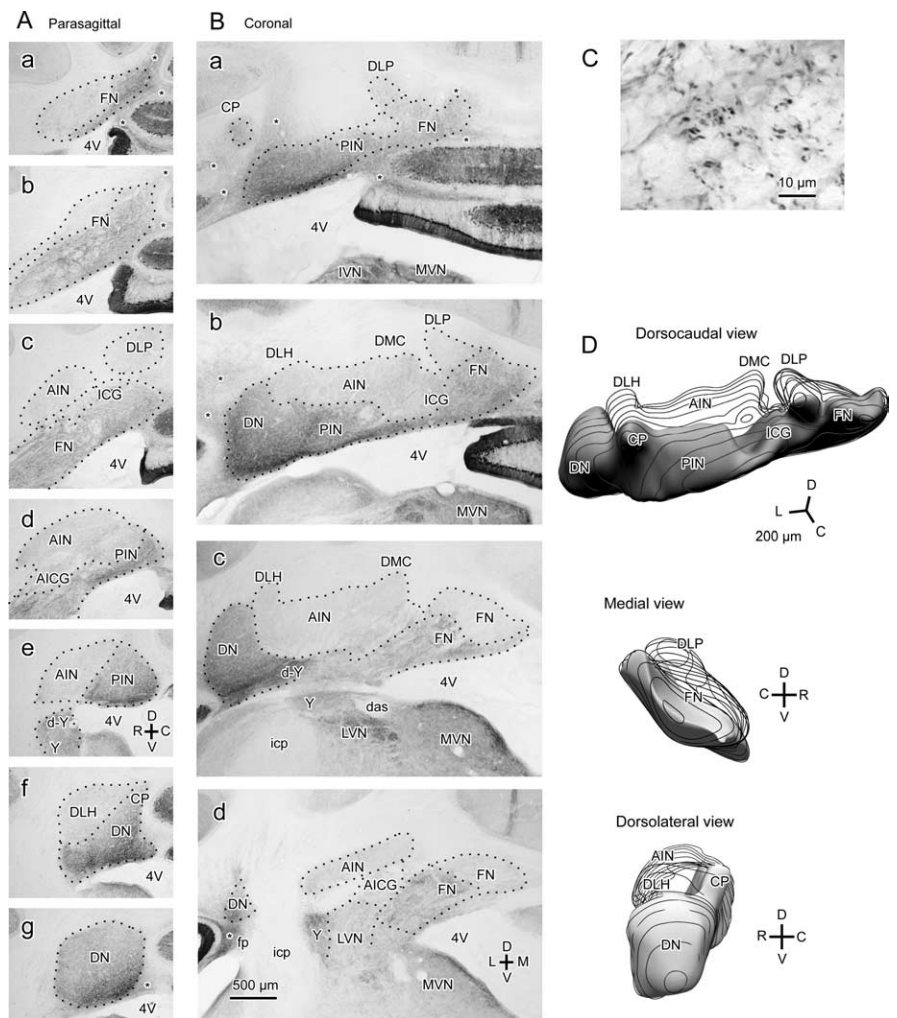 A Parasagittal
a
FN
4V
b
FN
4V
c
DLP
AIN
ICG
FN
4V
d
AIN
PIN
AICG
4V
e
AIN
PIN
d-Y
4V
D
R C
V
Y
f
CP
DLH
DN
4V
g
DN
4V
B Coronal
a
DLP
CP
FN
PIN
4V
IVN MVN
b
DLP
DMC
DLH
FN
AIN
ICG
DN
PIN
4V
MVN
c
DMC
DLH
AIN
FN
FN
DN
d-Y
4V
Y
das
LVN
MVN
icp
d
AIN
FN
AICG
FN
DN
Y
LVN
4V
fp
icp
D
L M
V
MVN
500 µm
C
10 µm
D
Dorsocaudal view
DMC DLP
DLH
AIN
FN
CP
ICG
DN
PIN
D
L
C
200 µm
Medial view
DLP
FN
D
C R
V
Dorsolateral view
AIN
CP
DLH
DN
D
R C
V